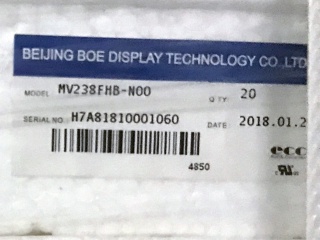 BEIJING BOE DISPLAY TECHNOLOGY CO.,LTD
MODEL: MV238FHB-N00 Q'TY: 20
SERIAL NO: H7A81810001060 DATE: 2018.01.2
4850